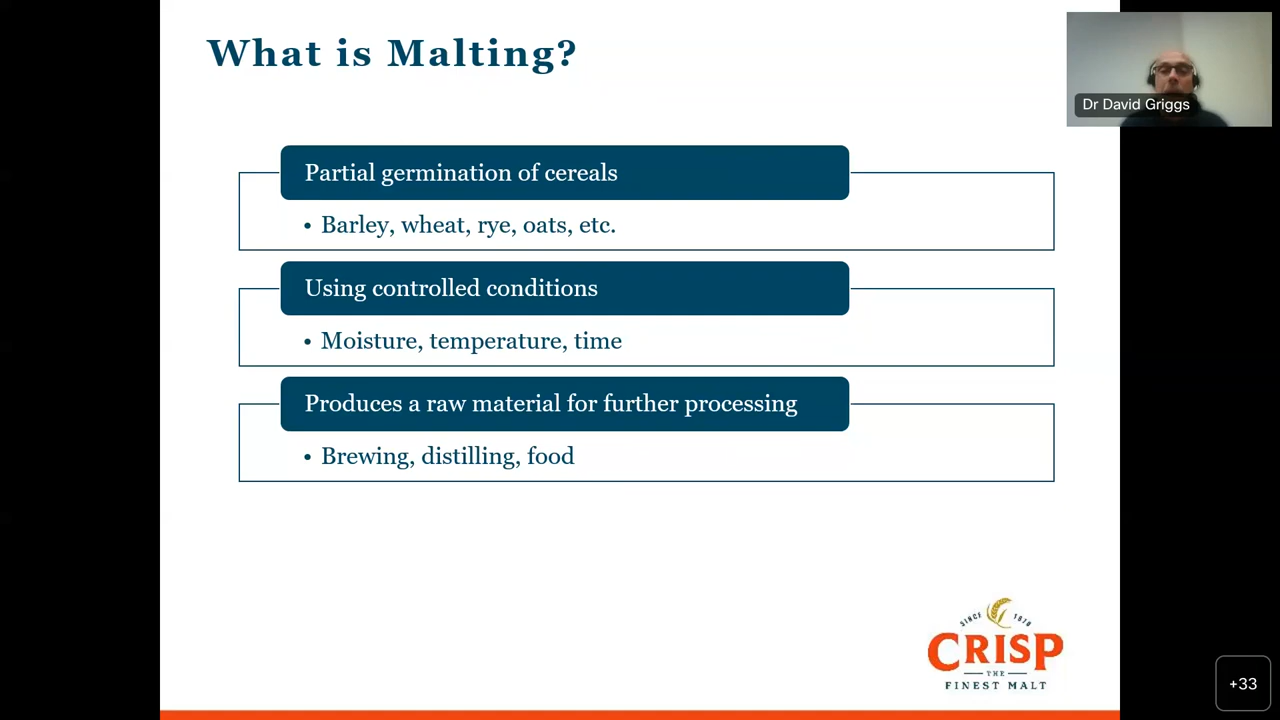 What is Malting?
Dr David Griggs
Partial germination of cereals
• Barley, wheat, rye, oats, etc.
Using controlled conditions
• Moisture, temperature, time
Produces a raw material for further processing
• Brewing, distilling, food
SINCE 1870
CRISP
THE
FINEST MALT
+33